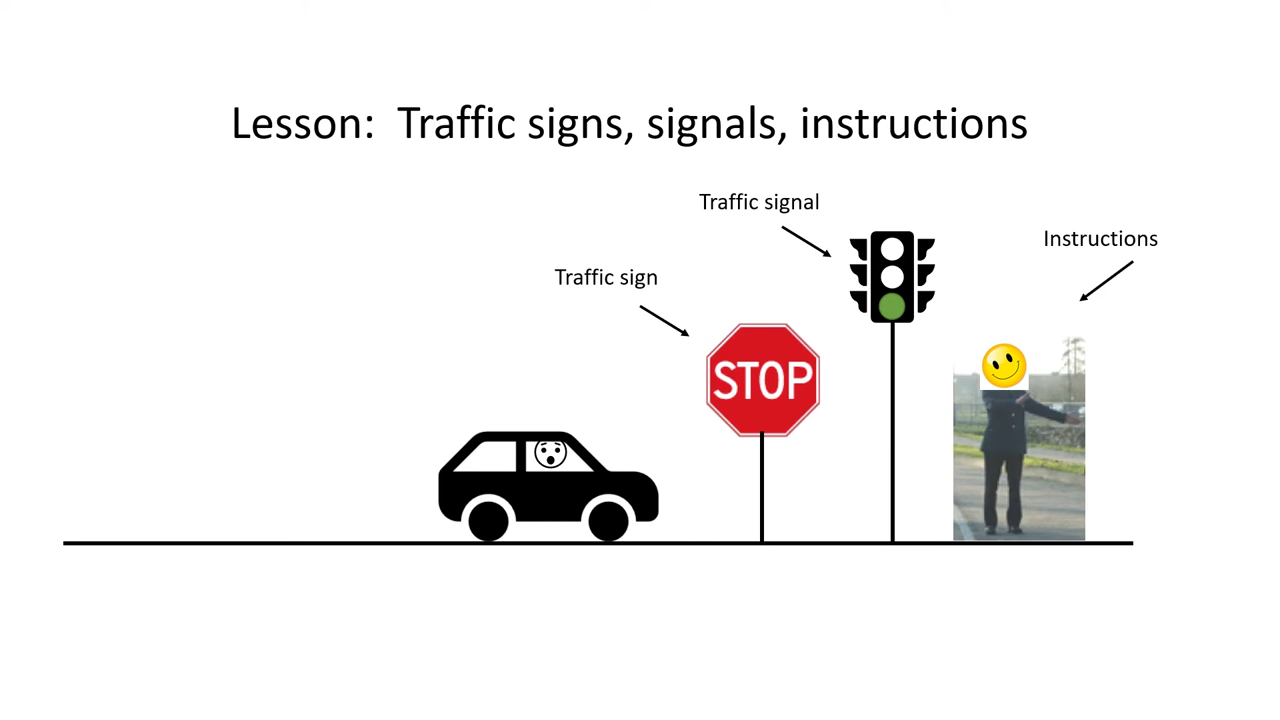 Lesson:  Traffic signs, signals, instructions
Traffic signal
Instructions
Traffic sign
STOP